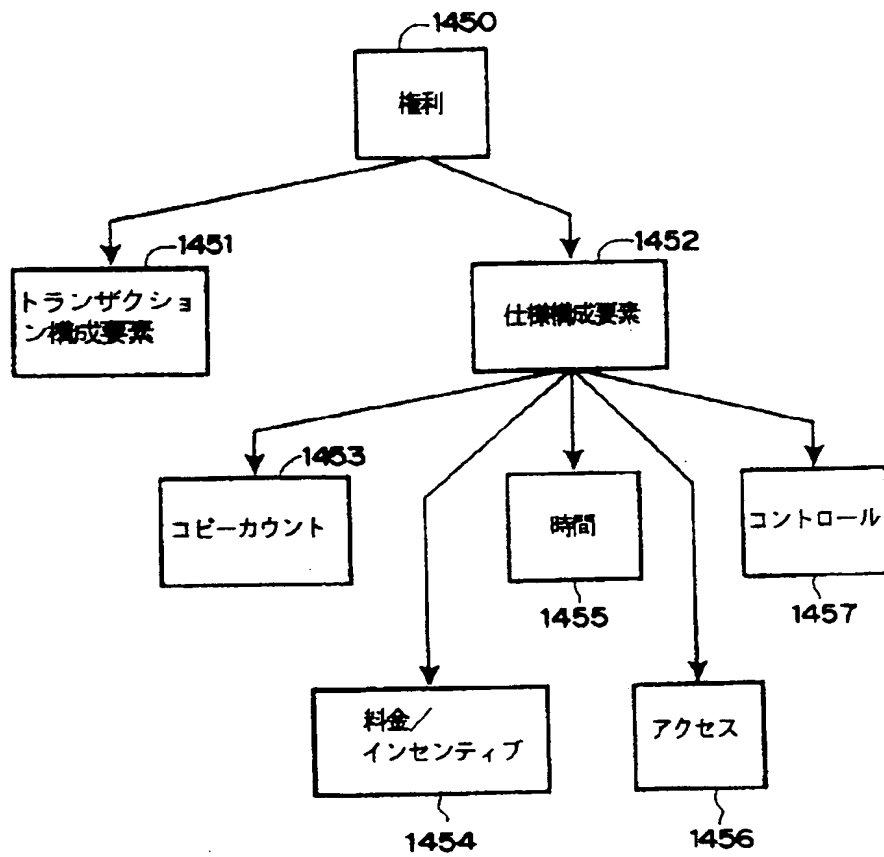 1450
権利
1451
トランザクショ
ン構成要素
1452
仕様構成要素
1453
コピーカウント
時間
1455
コントロール
1457
料金/
インセンティブ
1454
アクセス
1456